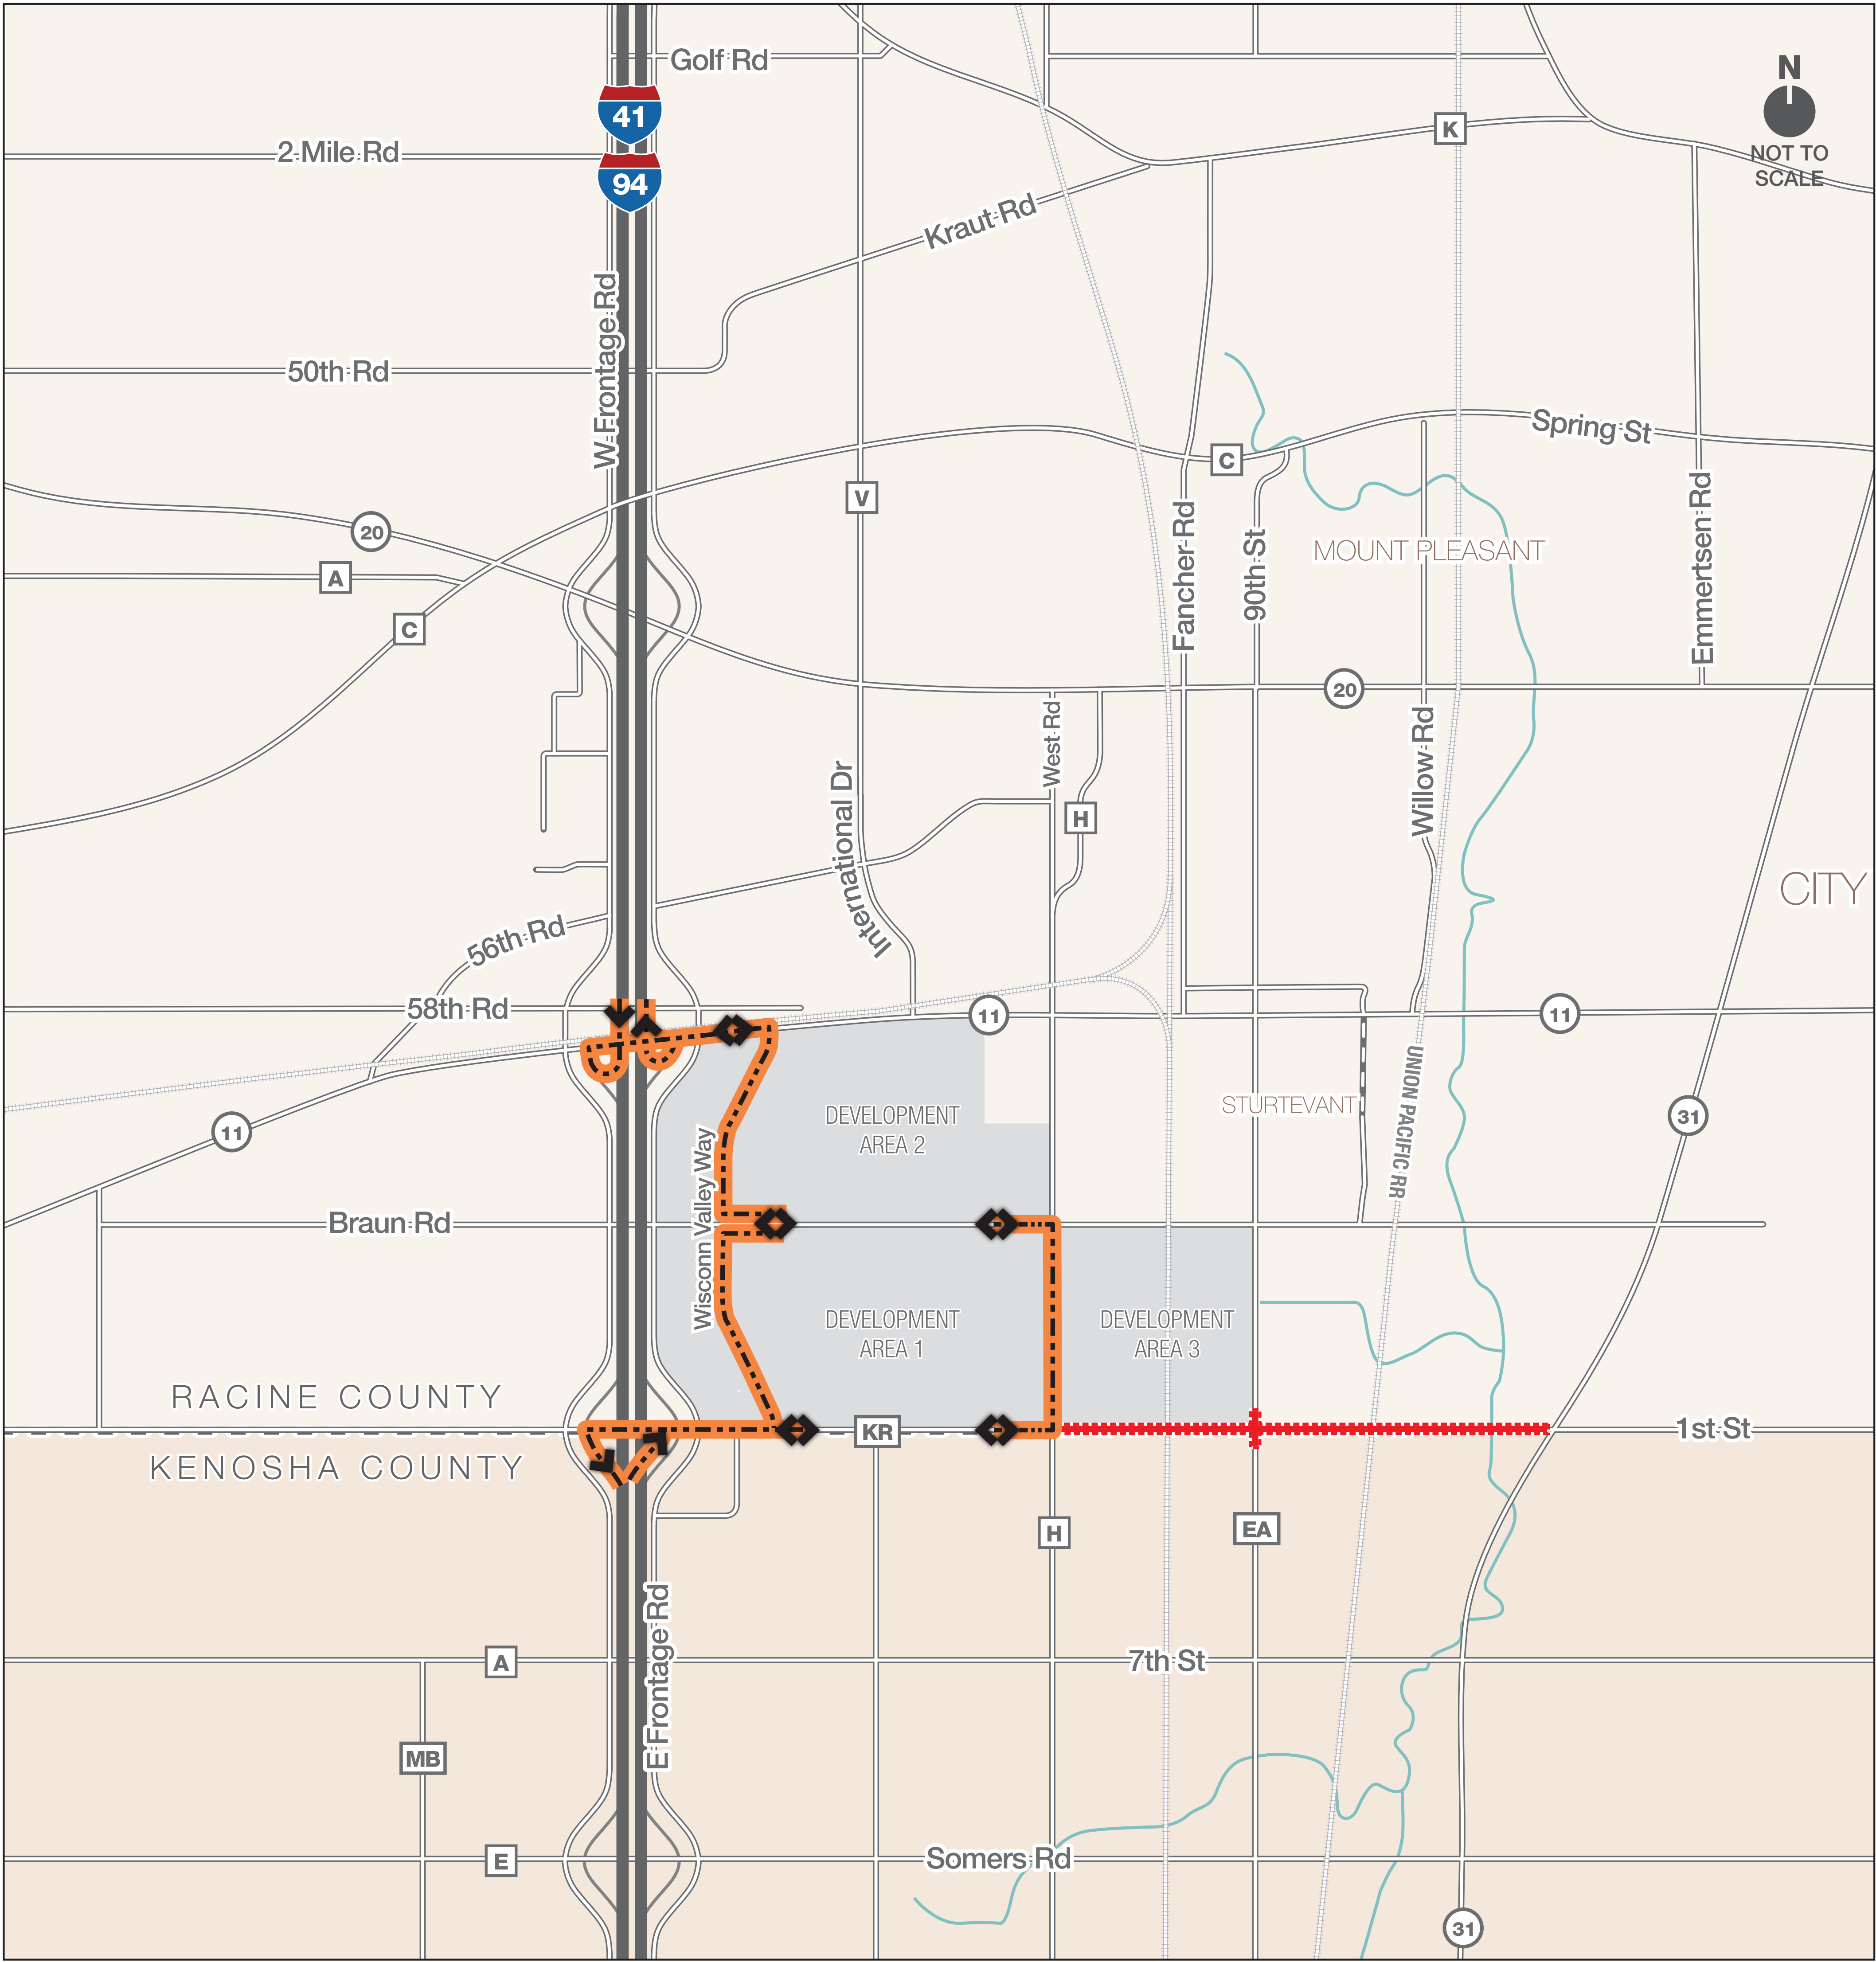 Golf Rd
41
N
NOT TO
SCALE
K
2 Mile Rd
94
Kraut Rd
W Frontage Rd
50th Rd
Spring St
C
V
20
A
C
Fancher Rd
90th St
MOUNT PLEASANT
Emmertsen Rd
20
West Rd
Willow Rd
International Dr
H
CITY
56th Rd
58th Rd
11
11
11
STURTEVANT
UNION PACIFIC RR
31
DEVELOPMENT
AREA 2
Wisconn Valley Way
Braun Rd
DEVELOPMENT
AREA 1
DEVELOPMENT
AREA 3
RACINE COUNTY
KENOSHA COUNTY
KR
1st St
H
EA
E Frontage Rd
A
7th St
MB
E
Somers Rd
31